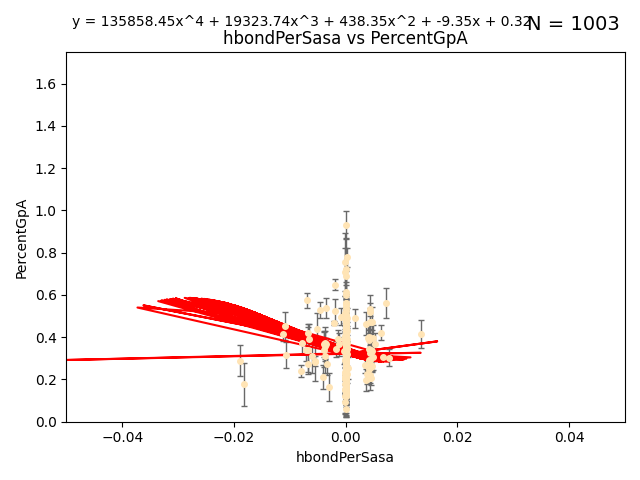 y = 135858.45x^4 + 19323.74x^3 + 438.35x^2 + -9.35x + 0.32
N = 1003
hbondPerSasa vs PercentGpA
1.6
1.4
1.2
1.0
0.8
0.6
0.4
0.2
0.0
PercentGpA
−0.04
−0.02
0.00
0.02
0.04
hbondPerSasa